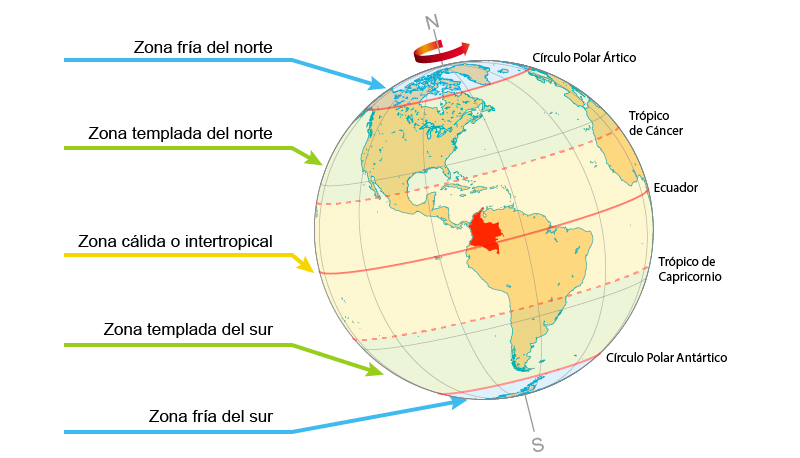 N
Zona fría del norte
Círculo Polar Ártico
Trópico
de Cáncer
Zona templada del norte
Ecuador
Zona cálida o intertropical
Trópico de
Capricornio
Zona templada del sur
Círculo Polar Antártico
Zona fría del sur
S